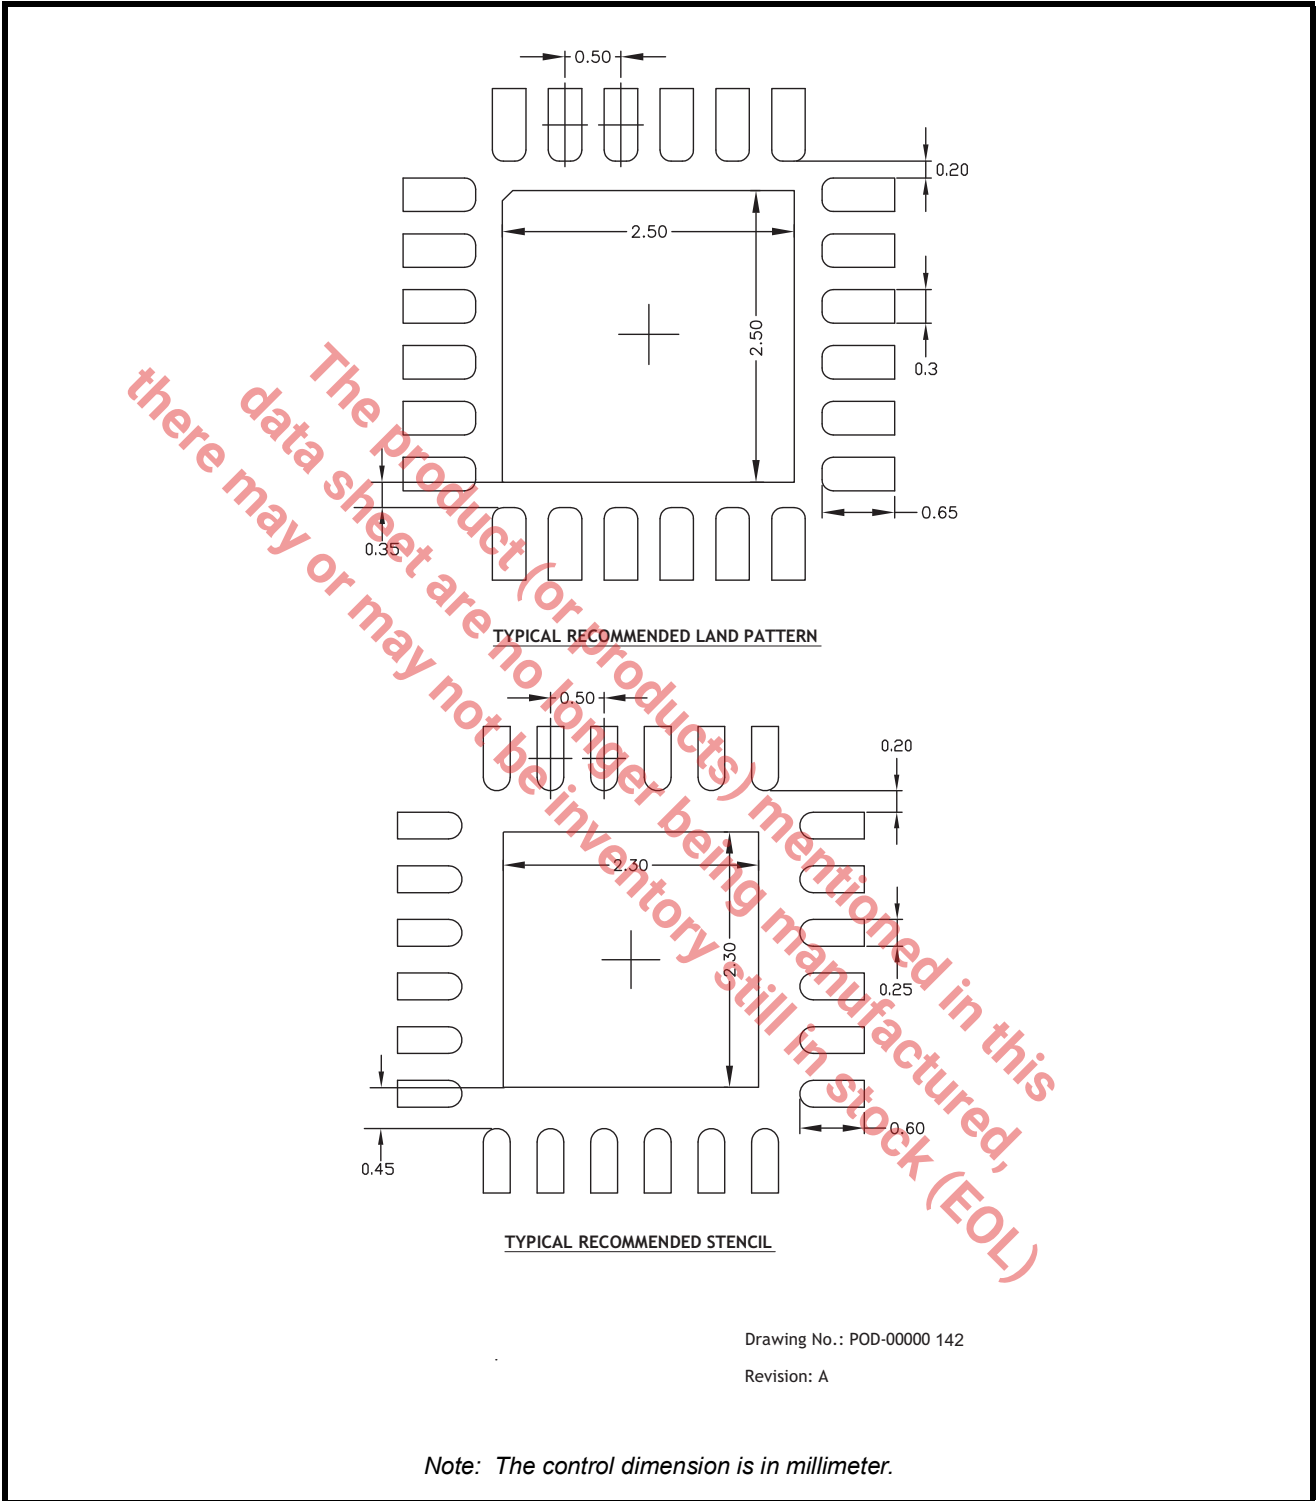 0.50
0.20
2.50
2.50
0.3
0.65
0.35
TYPICAL RECOMMENDED LAND PATTERN
0.50
0.20
2.30
2.30
0.25
0.60
0.45
TYPICAL RECOMMENDED STENCIL
The product (or products) mentioned in this
data sheet are no longer being manufactured,
there may or may not be inventory still in stock (EOL)
Drawing No.: POD-00000 142
Revision: A
Note: The control dimension is in millimeter.